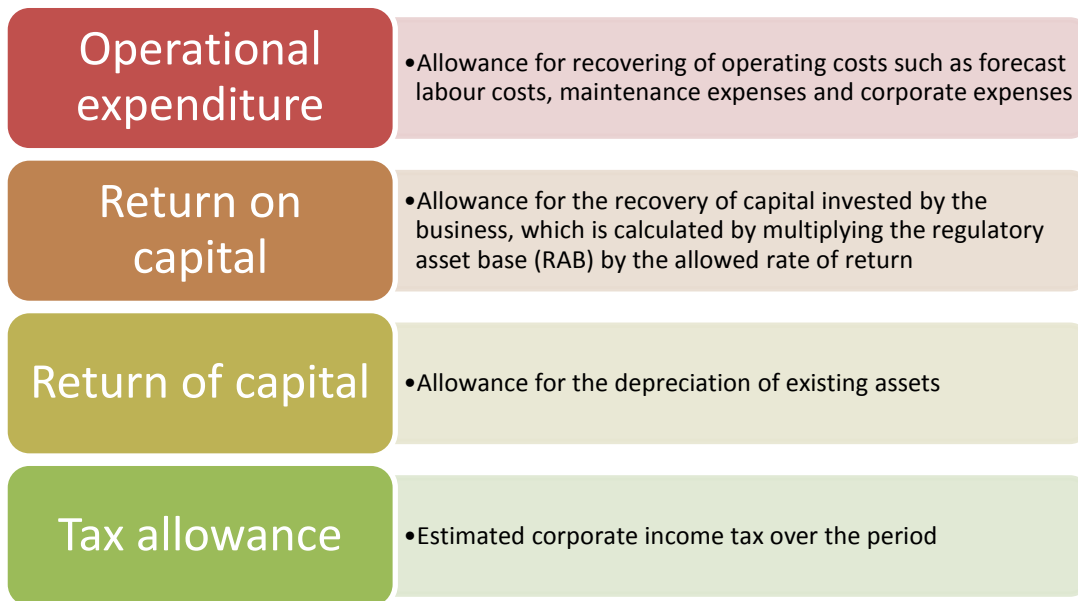 Operational
expenditure
•Allowance for recovering of operating costs such as forecast
labour costs, maintenance expenses and corporate expenses
Return on
capital
•Allowance for the recovery of capital invested by the
business, which is calculated by multiplying the regulatory
asset base (RAB) by the allowed rate of return
Return of capital
•Allowance for the depreciation of existing assets
Tax allowance
•Estimated corporate income tax over the period